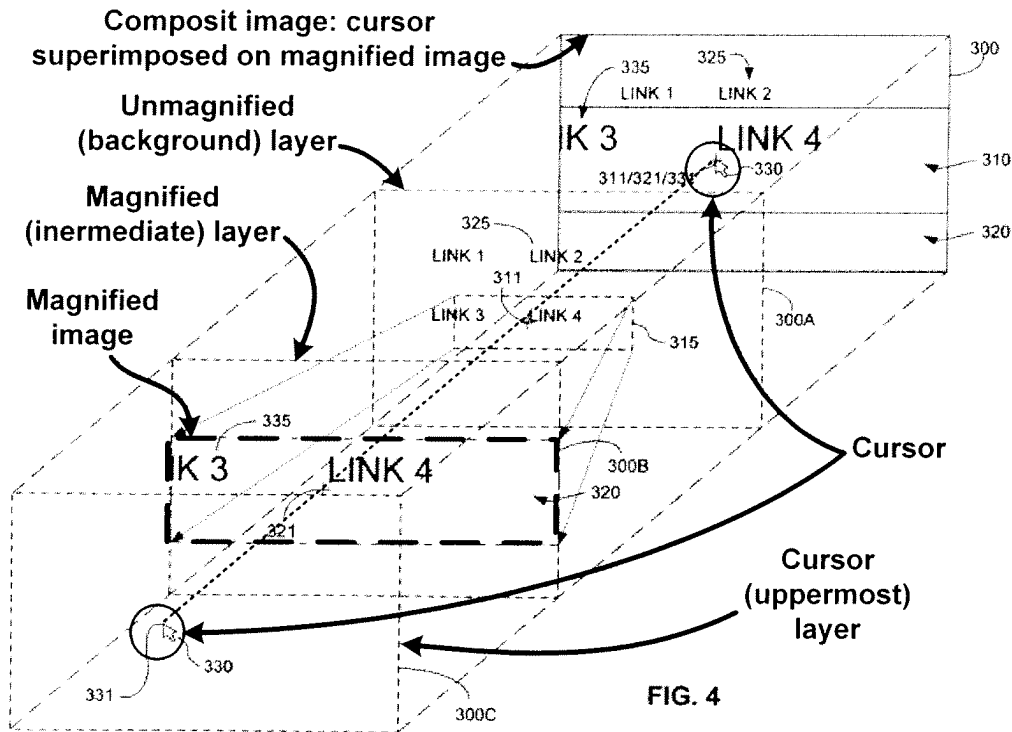 Composit image: cursor
superimposed on magnified image
300
325
335
LINK 1
LINK 2
Unmagnified
(background) layer
IK 3
LINK 4
310
330
311/321/331
Magnified
(inermediate) layer
320
325
LINK 1
LINK 2
311
300A
Magnified
image
LINK 3
LINK 4
315
335
Cursor
K 3
LINK 4
300B
320
321
Cursor
(uppermost)
layer
330
331
300C
FIG. 4